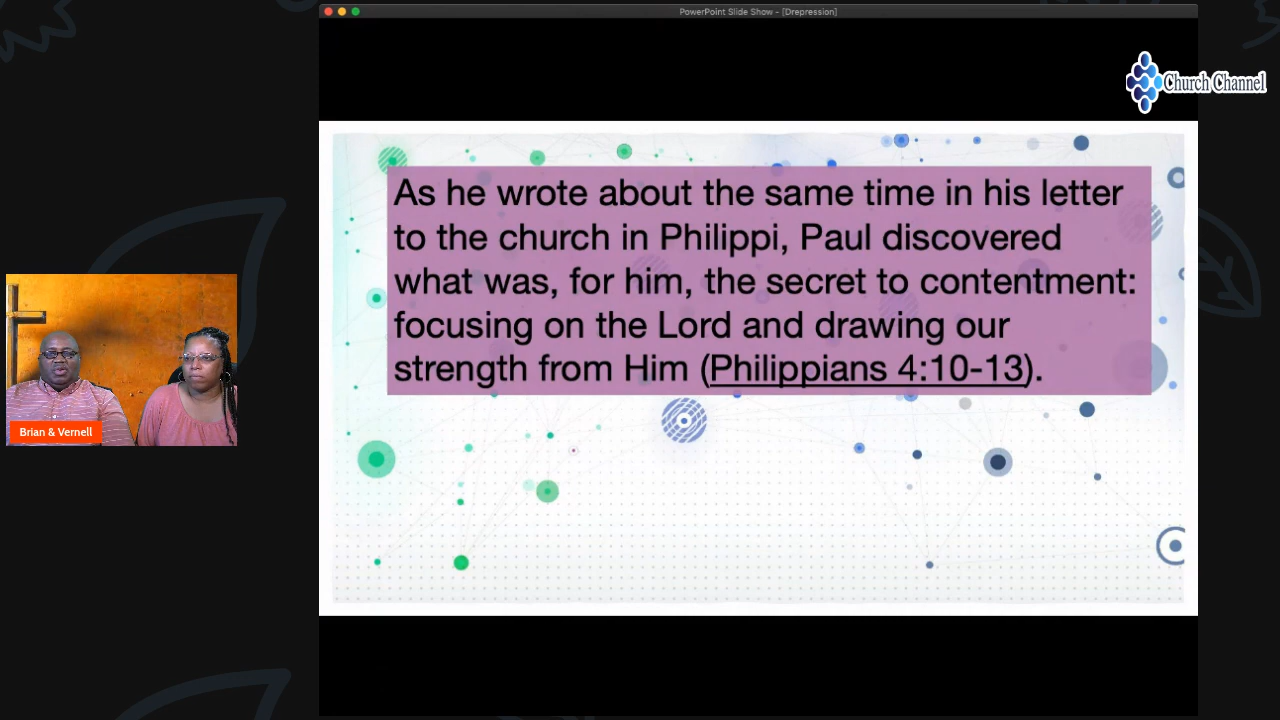 PowerPoint Slide Show - [Drepression]
Church Channel
As he wrote about the same time in his letter
to the church in Philippi, Paul discovered
what was, for him, the secret to contentment:
focusing on the Lord and drawing our
strength from Him (Philippians 4:10-13).
Brian & Vernell